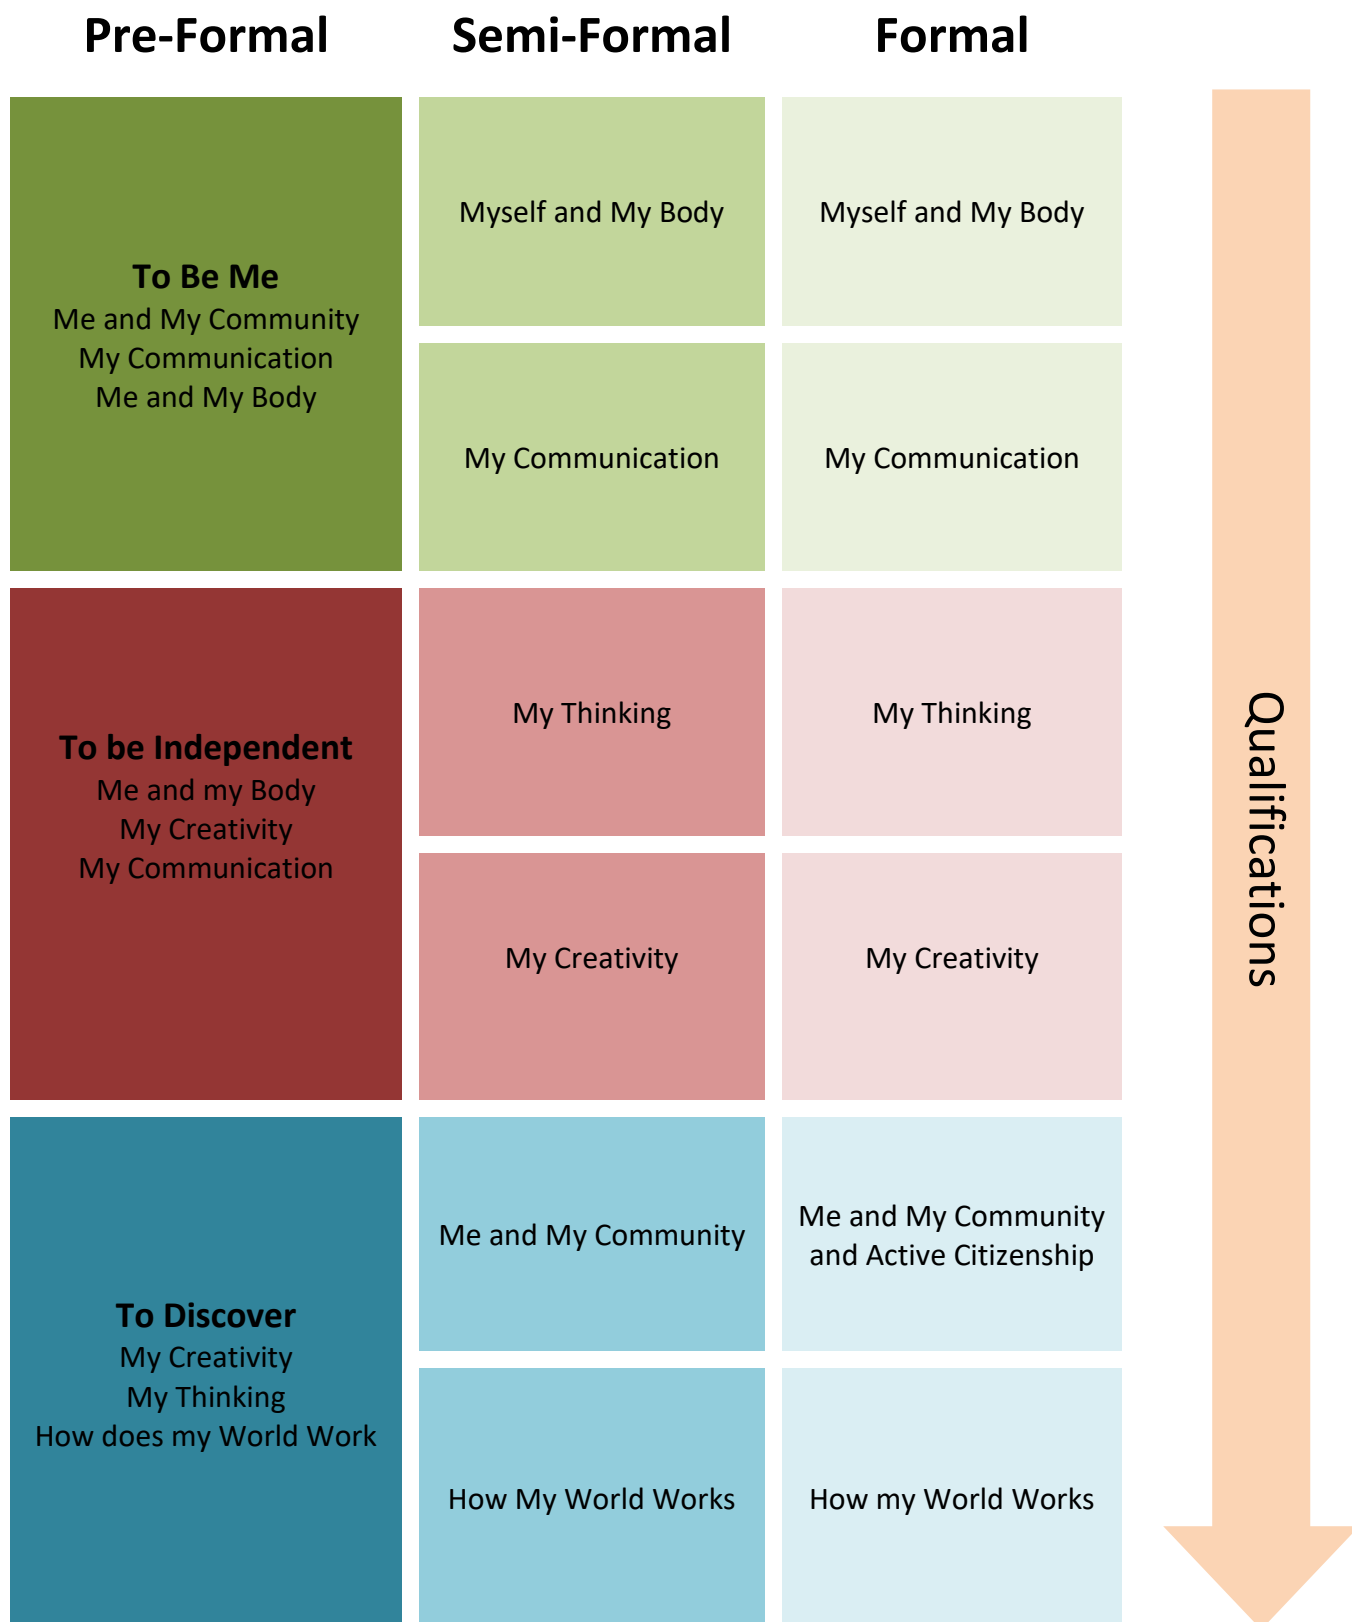 Pre-Formal
Semi-Formal
Formal
To Be Me
Me and My Community
My Communication
Me and My Body
Myself and My Body
Myself and My Body
My Communication
My Communication
To be Independent
Me and my Body
My Creativity
My Communication
My Thinking
My Thinking
My Creativity
My Creativity
To Discover
My Creativity
My Thinking
How does my World Work
Me and My Community
Me and My Community
and Active Citizenship
How My World Works
How my World Works
Qualifications